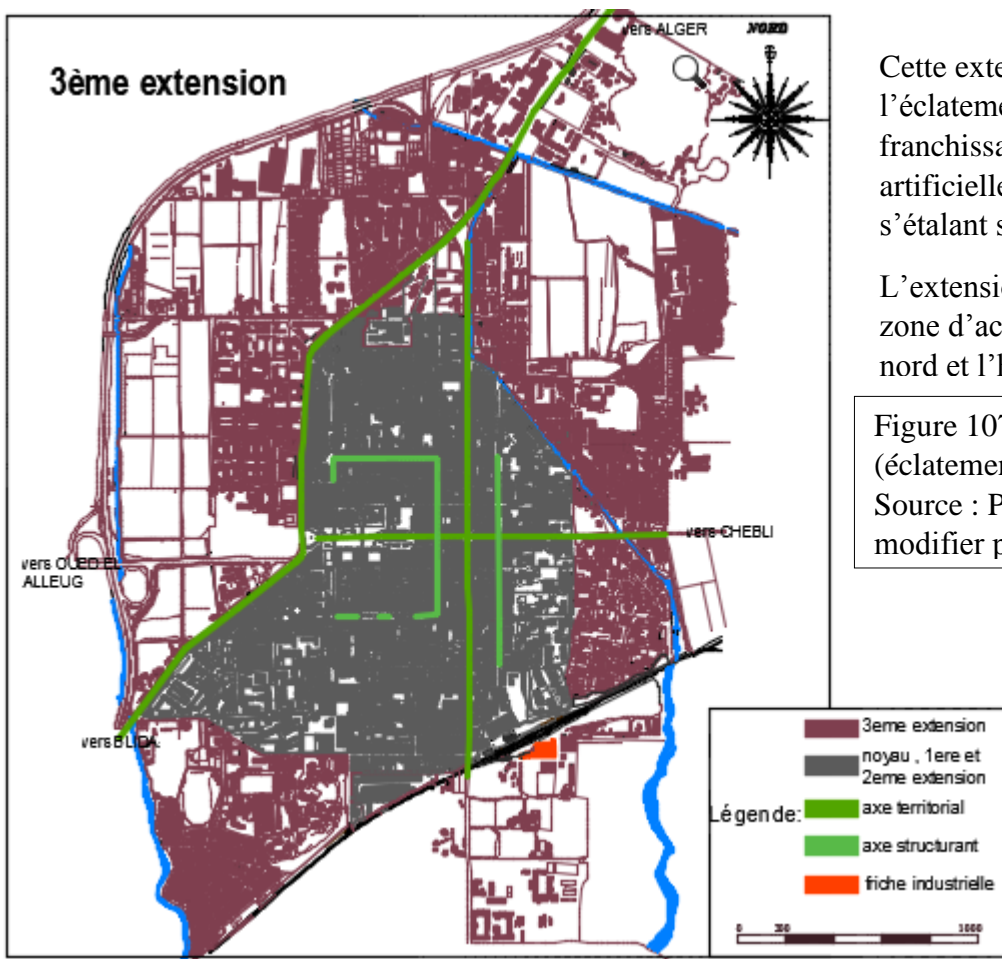 vers ALGER
NORD
3ème extension
vers CHEBLI
vers OUED EL
ALLEUG
vers BLIDA
Légende:
3eme extension
noyau , 1ere et
2eme extension
axe territorial
axe structurant
friche industrielle
0
1000
Cette exte
l’éclateme
franchissa
artificielle
s’étalant s
L’extensio
zone d’ac
nord et l’
Figure 107
(éclatemen
Source : P
modifier p